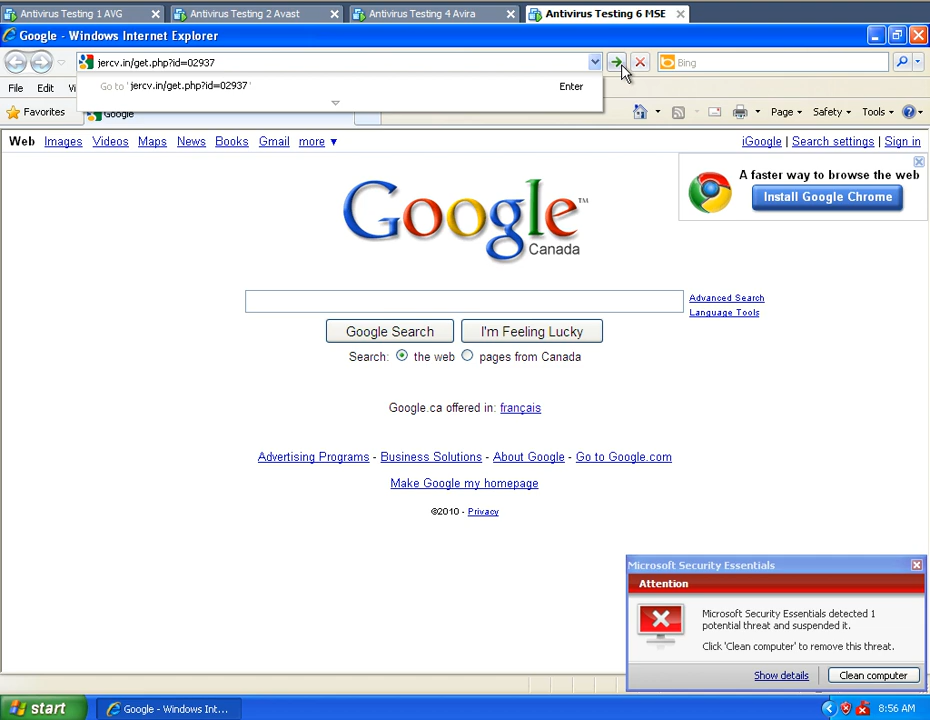 Antivirus Testing 1 AVG
Antivirus Testing 2 Avast
Antivirus Testing 4 Avira
Antivirus Testing 6 MSE
Google - Windows Internet Explorer
jercv.in/get.php?id=02937
Bing
Go to 'jercv.in/get.php?id=02937'
Enter
File
Edit
Favorites
Google
Page
Safety
Tools
Web
Images
Videos
Maps
News
Books
Gmail
more ▼
iGoogle | Search settings | Sign in
A faster way to browse the web
Install Google Chrome
Google™
Canada
Advanced Search
Language Tools
Google Search
I'm Feeling Lucky
Search:
the web
pages from Canada
Google.ca offered in: français
Advertising Programs - Business Solutions - About Google - Go to Google.com
Make Google my homepage
©2010 - Privacy
Microsoft Security Essentials
Attention
Microsoft Security Essentials detected 1
potential threat and suspended it.
Click 'Clean computer' to remove this threat.
Show details
Clean computer
start
Google - Windows Int...
8:56 AM